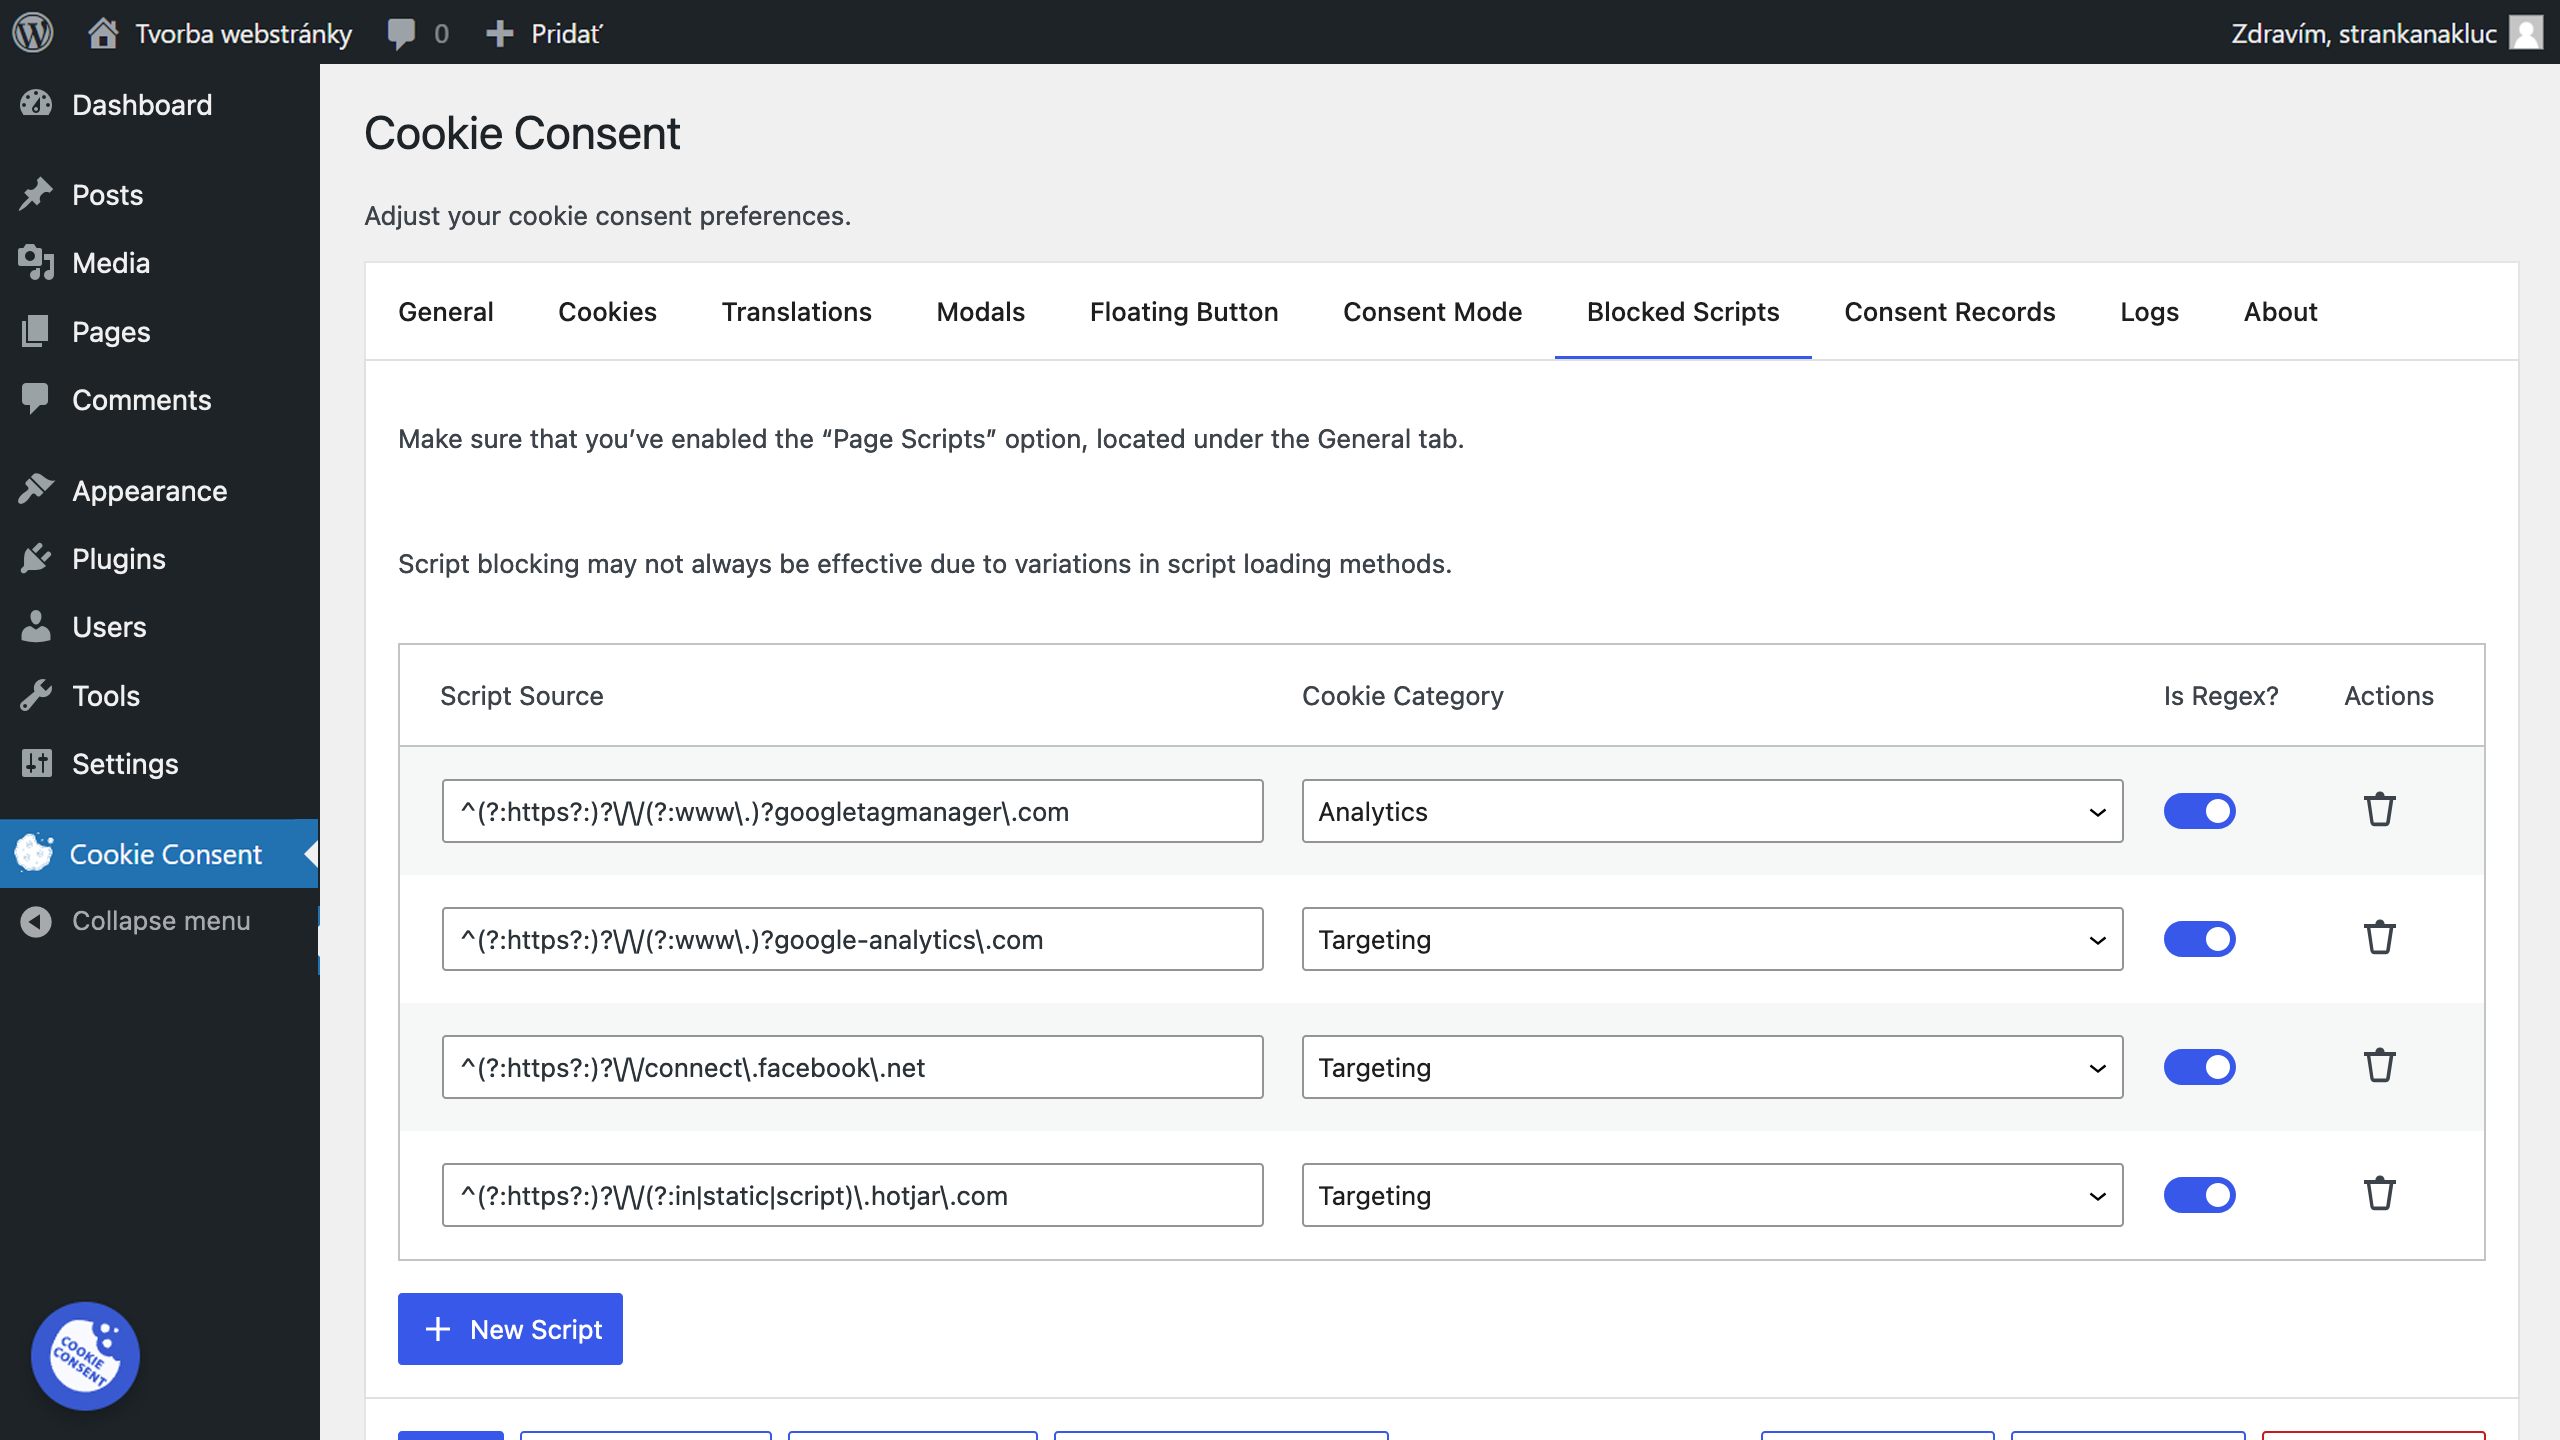 Tvorba webstránky 0 Pridať Zdravím, strankanakluc
Dashboard
Posts
Media
Pages
Comments
Appearance
Plugins
Users
Tools
Settings
Cookie Consent
Collapse menu
COOKIE CONSENT
Cookie Consent
Adjust your cookie consent preferences.
General Cookies Translations Modals Floating Button Consent Mode Blocked Scripts Consent Records Logs About
Make sure that you’ve enabled the “Page Scripts” option, located under the General tab.
Script blocking may not always be effective due to variations in script loading methods.
Script Source Cookie Category Is Regex? Actions
^(?:https?:)?\/\/(?:www\.)?googletagmanager\.com Analytics
^(?:https?:)?\/\/(?:www\.)?google-analytics\.com Targeting
^(?:https?:)?\/\/connect\.facebook\.net Targeting
^(?:https?:)?\/\/(?:in|static|script)\.hotjar\.com Targeting
New Script